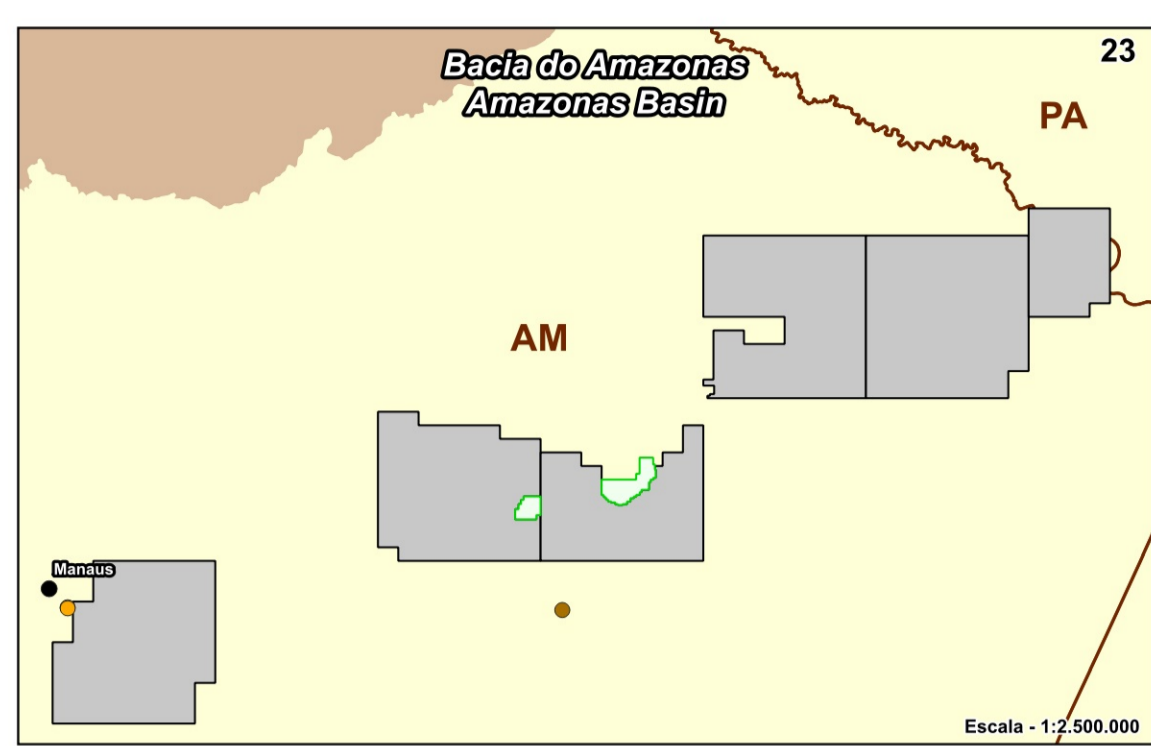 Bacia do Amazonas
Amazonas Basin
23
PA
AM
Manaus
Escala - 1:2.500.000